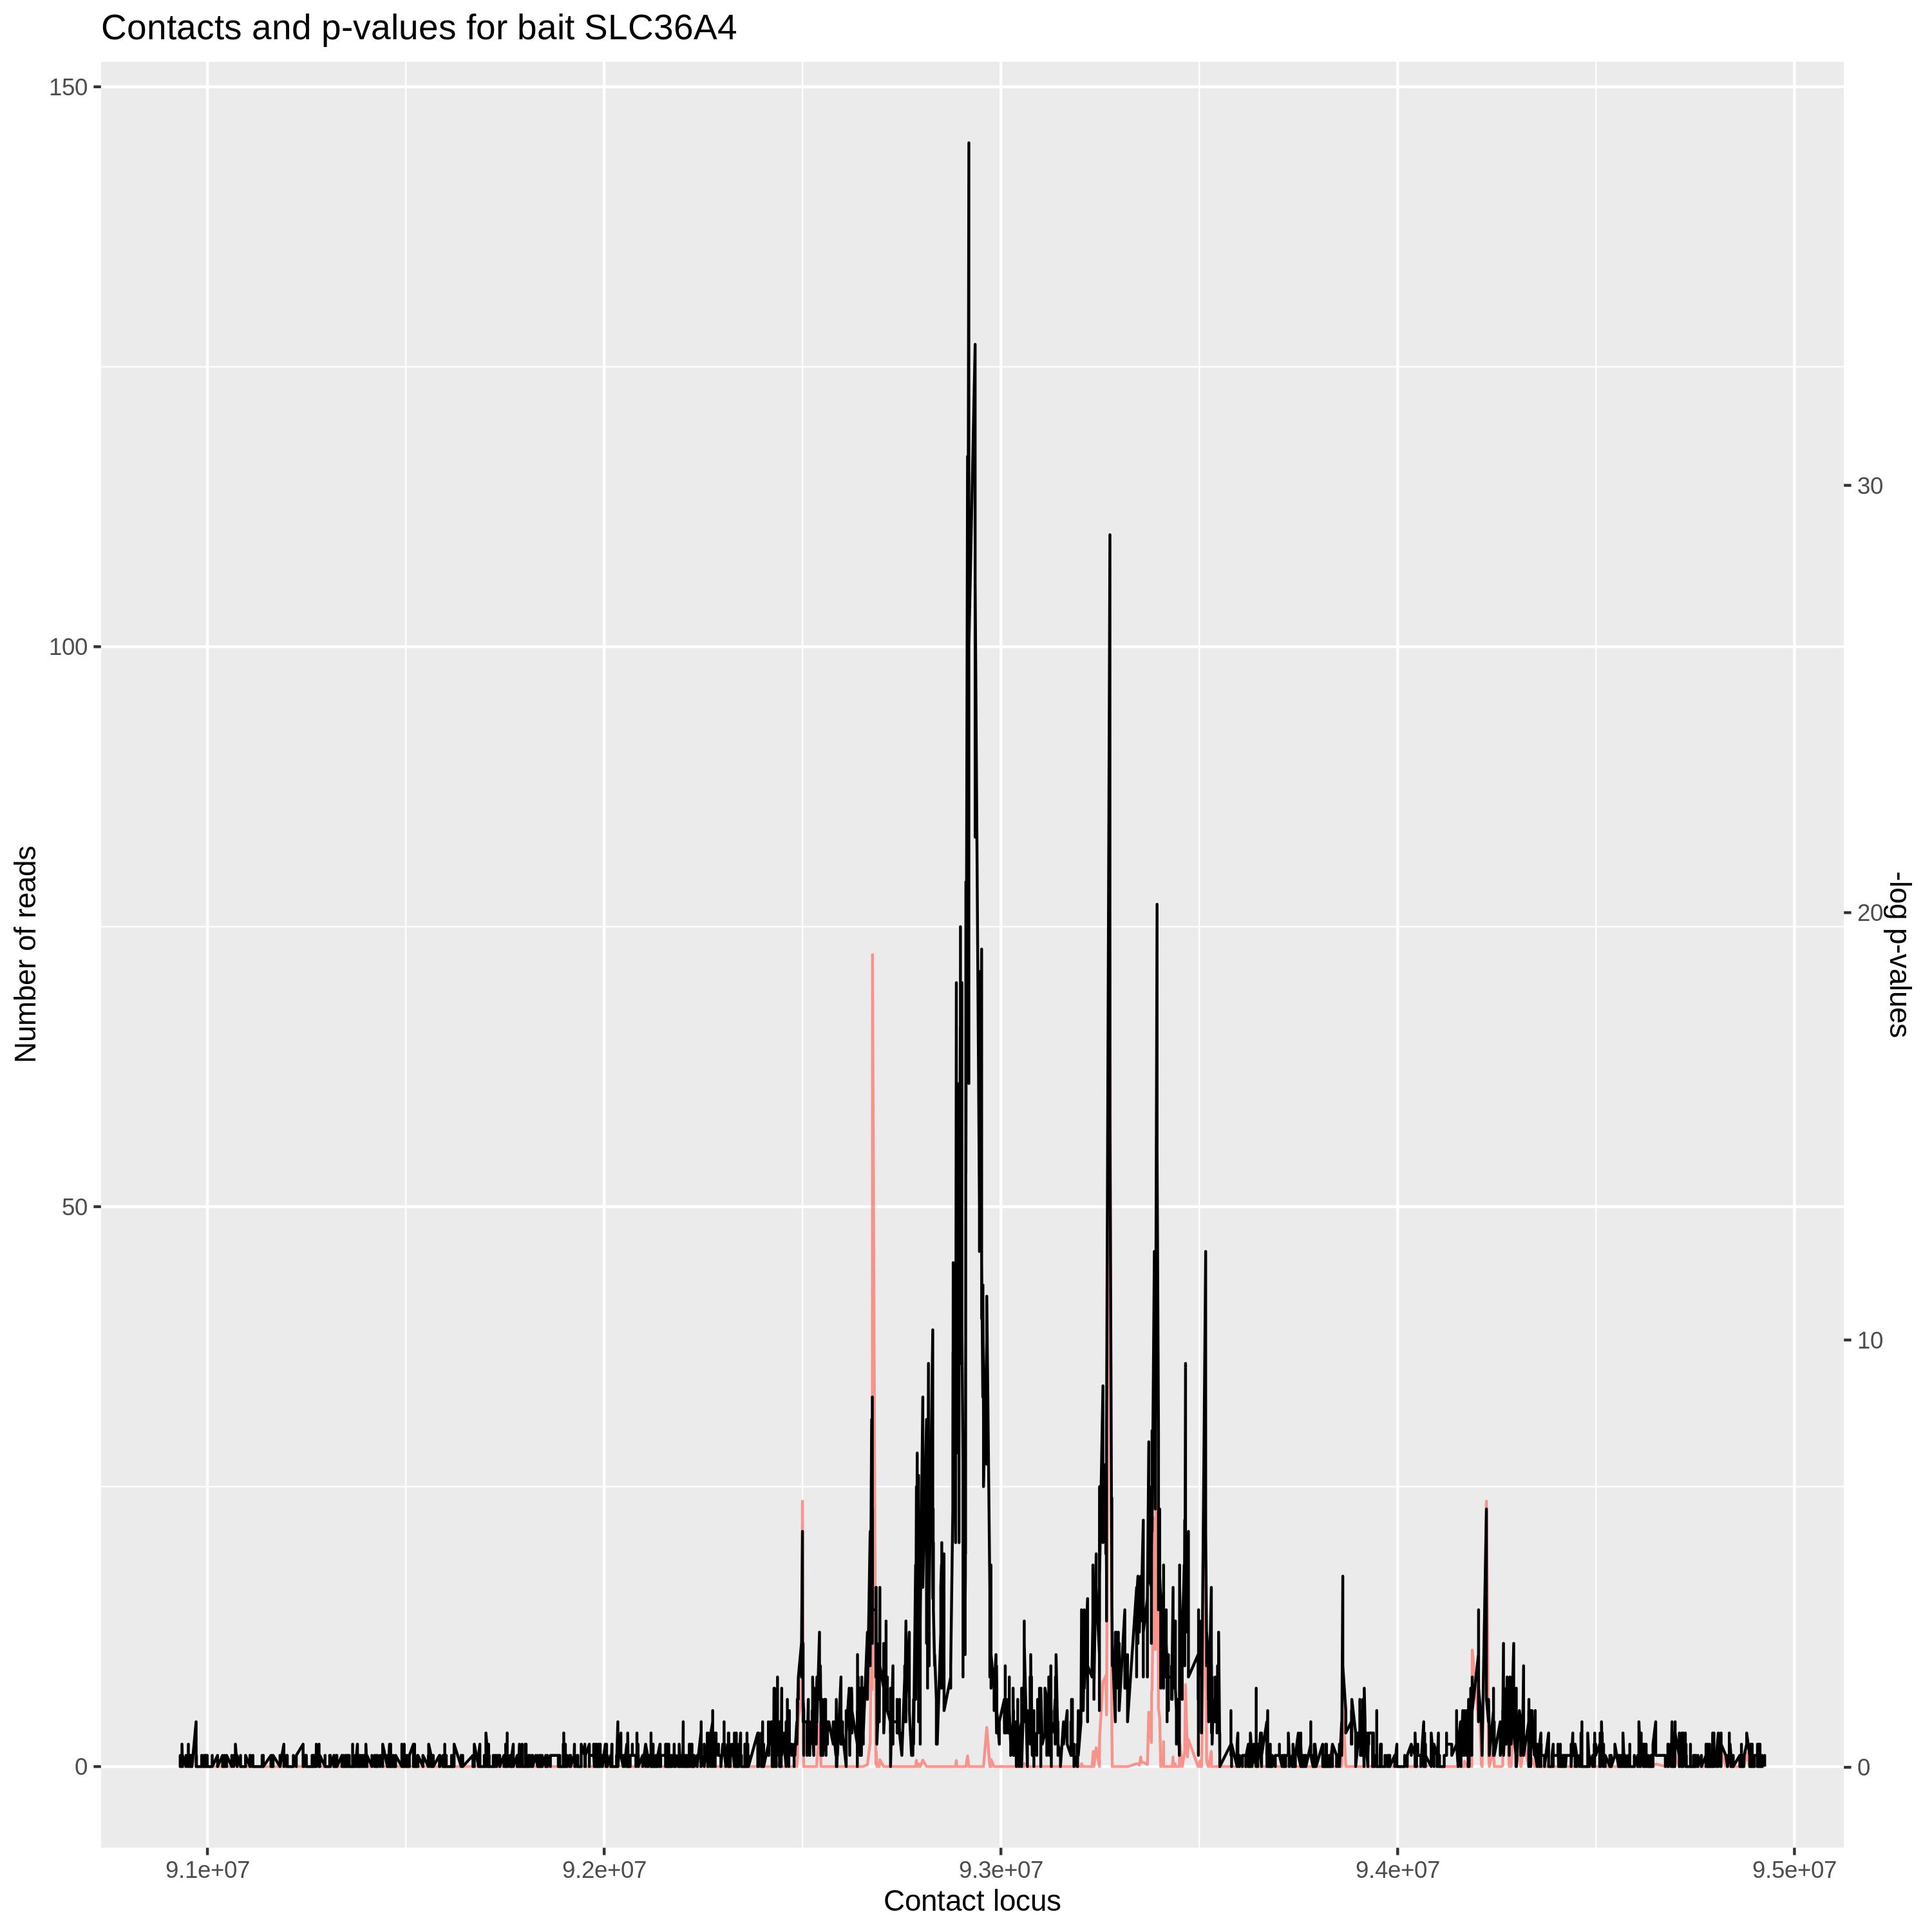 Contacts and p-values for bait SLC36A4
150
100
50
0
Number of reads
30
20
10
0
-log p-values
9.1e+07
9.2e+07
9.3e+07
9.4e+07
9.5e+07
Contact locus